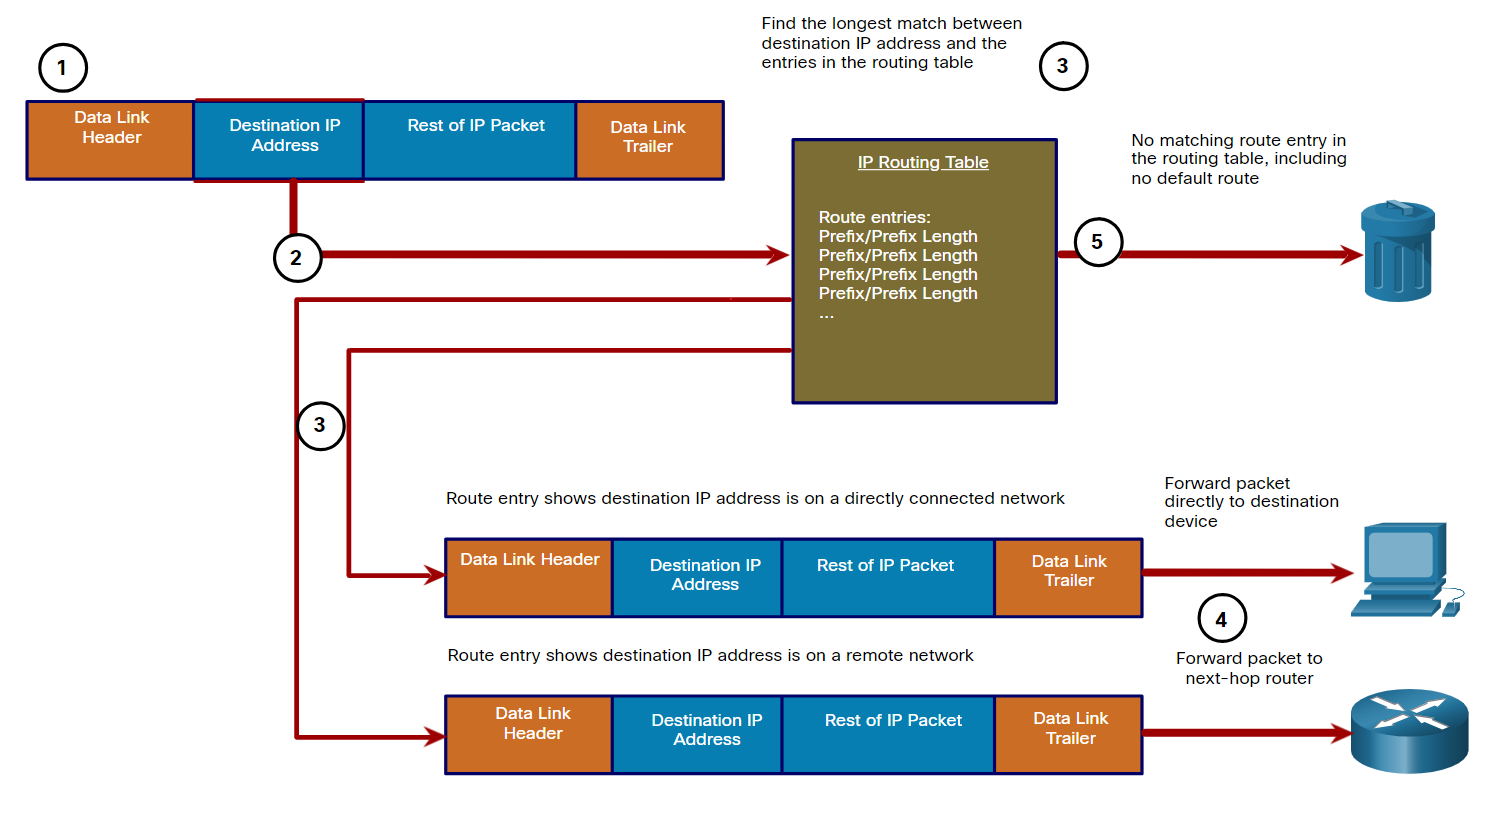 Find the longest match between
destination IP address and the
entries in the routing table
3
1
Data Link
Header
Destination IP
Address
Rest of IP Packet
Data Link
Trailer
2
IP Routing Table
Route entries:
Prefix/Prefix Length
Prefix/Prefix Length
Prefix/Prefix Length
Prefix/Prefix Length
...
No matching route entry in
the routing table, including
no default route
5
3
Route entry shows destination IP address is on a directly connected network
Data Link Header
Destination IP
Address
Rest of IP Packet
Data Link
Trailer
Forward packet
directly to destination
device
4
Route entry shows destination IP address is on a remote network
Data Link
Header
Destination IP
Address
Rest of IP Packet
Data Link
Trailer
Forward packet to
next-hop router